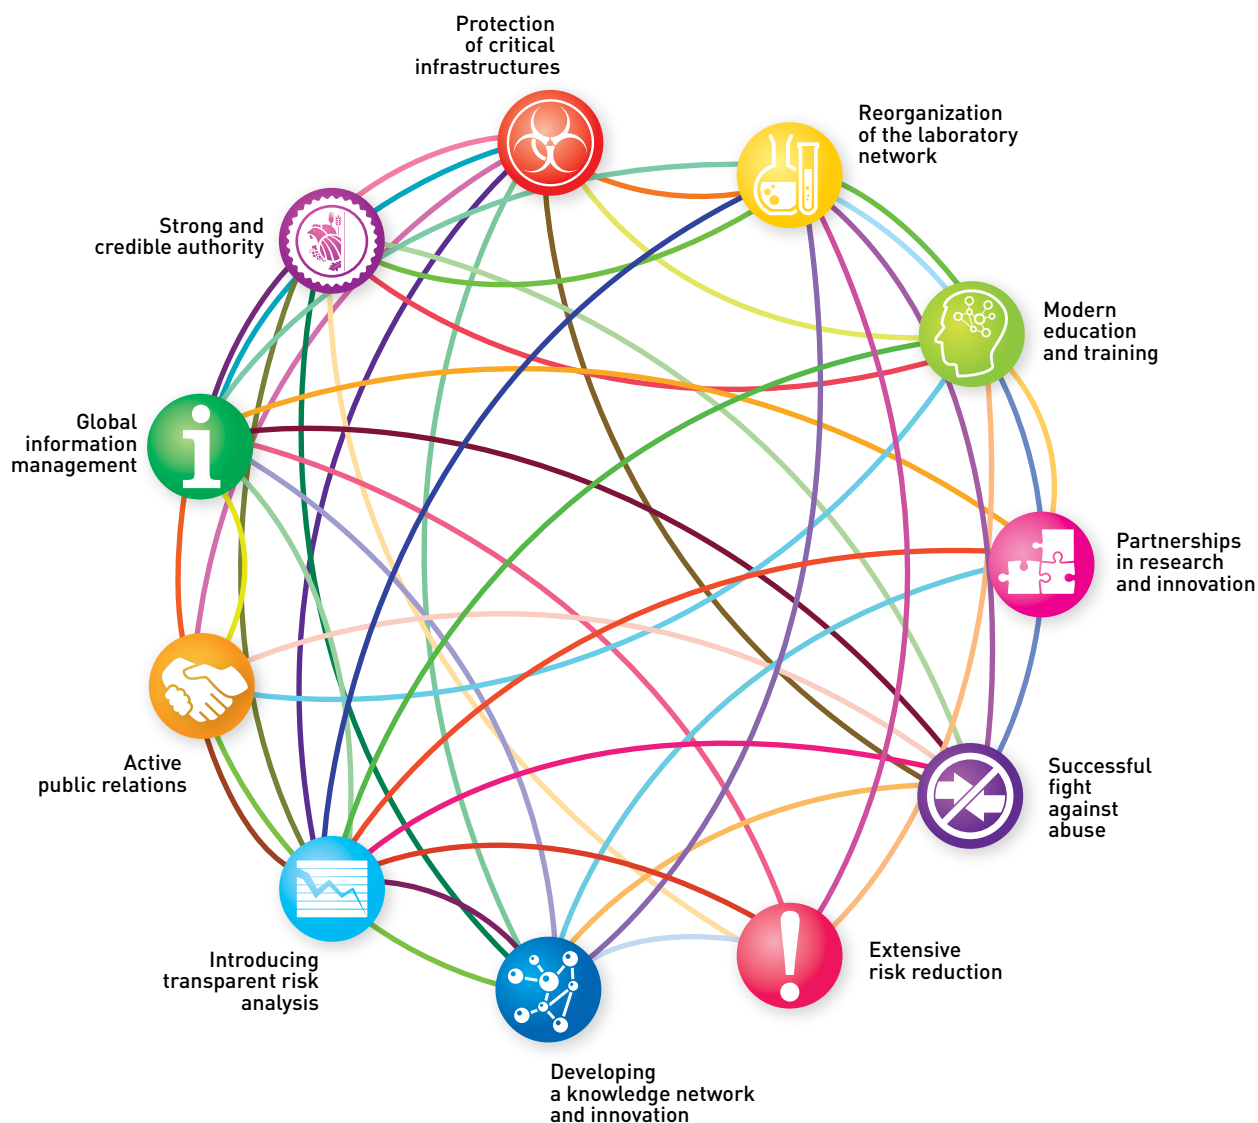 Protection
of critical
infrastructures
Reorganization
of the laboratory
network
Strong and
credible authority
Modern
education
and training
Global
information
management
i
Partnerships
in research
and innovation
Active
public relations
Successful
fight
against
abuse
!
Extensive
risk reduction
Introducing
transparent risk
analysis
Developing
a knowledge network
and innovation